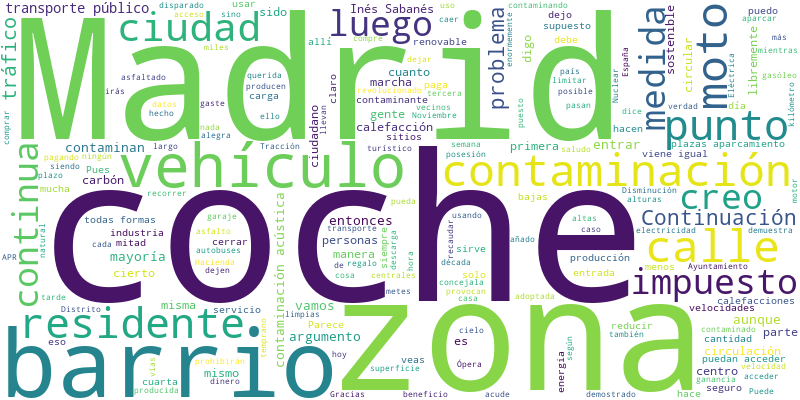 transporte público
disparado
usar
acceso
sino
sido
miles
Inés Sabanés
luego
uso
caer
contaminando
enormemente
dejo
supuesto
puedo
aparcar
más
Umientras
sostenible
tráfico
ciudad
Madrid
allí
compre
renovable
problema
digo
medida
moto
circular
libremente
gasóleo
Eléctrica
asfaltado
irás
querida
producen
carga
cuanto
dejar
revolucionado
marcha
contaminante
debe
tercera
paga
país
limitar
posible
Nuclear
España
dice
verdad
día
kilómetro
comprar
datos
hecho
gaste
ello
claro
llevan
vecinos
Noviembre
gente
calefacción
sitios
ciudadano
puesto
pasan
hacen
punto
contaminan
largo
nada
alegra
Tracción
turístico
primera
entrar
plazas aparcamiento
pagando
ningún
siendo
plazo
Pues
carbón
mucha
recorrer
vehículo
semana
posesión
saludo
contaminación
viene igual
bajas
Disminución
alturas
creo
motor
continua
todas formas
industria
cada
mitad
mayoría
cierto
garaje
asfalto
cerrar
autobuses
Hacienda
dejen
contaminación acustica
entonces
transporte
personas
manera
de
regalo
cosa
siempre
descarga
centrales
pueda
hora
coche
usando
recaudar
sirve
década
añado
solo
altas
caso
producción
entrada
Continuación
electricidad
demuestra
calle
menos
Ayuntamiento
impuesto
natural
APR
tarde
Distrito
misma
servicio
limpias
vamos
Parece
argumento
metes
provocan
concejala
casa
adoptada
velocidades
calefacciones
contaminado
cantidad
aunque
parte
residente
eso
temprano
hoy
es
cielo
reducir
también
circulación
puedan acceder
barrio
vías
cuarta
producida
mismo
prohibirán
dinero
Gracias
superficie
beneficio
veas
según
acude
Ópera
zona
energía
demostrado
hace
centro
ganancia
seguro
velocidad
acceder
Puede